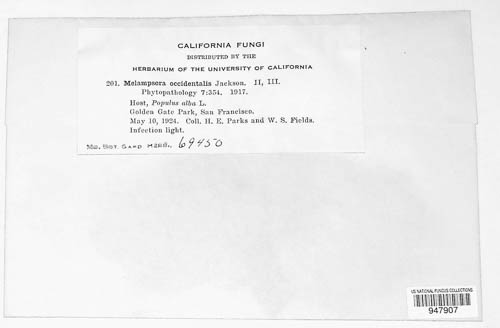 CALIFORNIA FUNGI
DISTRIBUTED BY THE
HERBARIUM OF THE UNIVERSITY OF CALIFORNIA
201. Melampsora occidentalis Jackson. II, III.
Phytopathology 7:354. 1917.
Host, Populus alba L.
Golden Gate Park, San Francisco.
May 10, 1924. Coll. H. E. Parks and W. S. Fields.
Infection light.
Mo. Bot. Gard Herb., 69450
US NATIONAL FUNGUS COLLECTIONS
947907